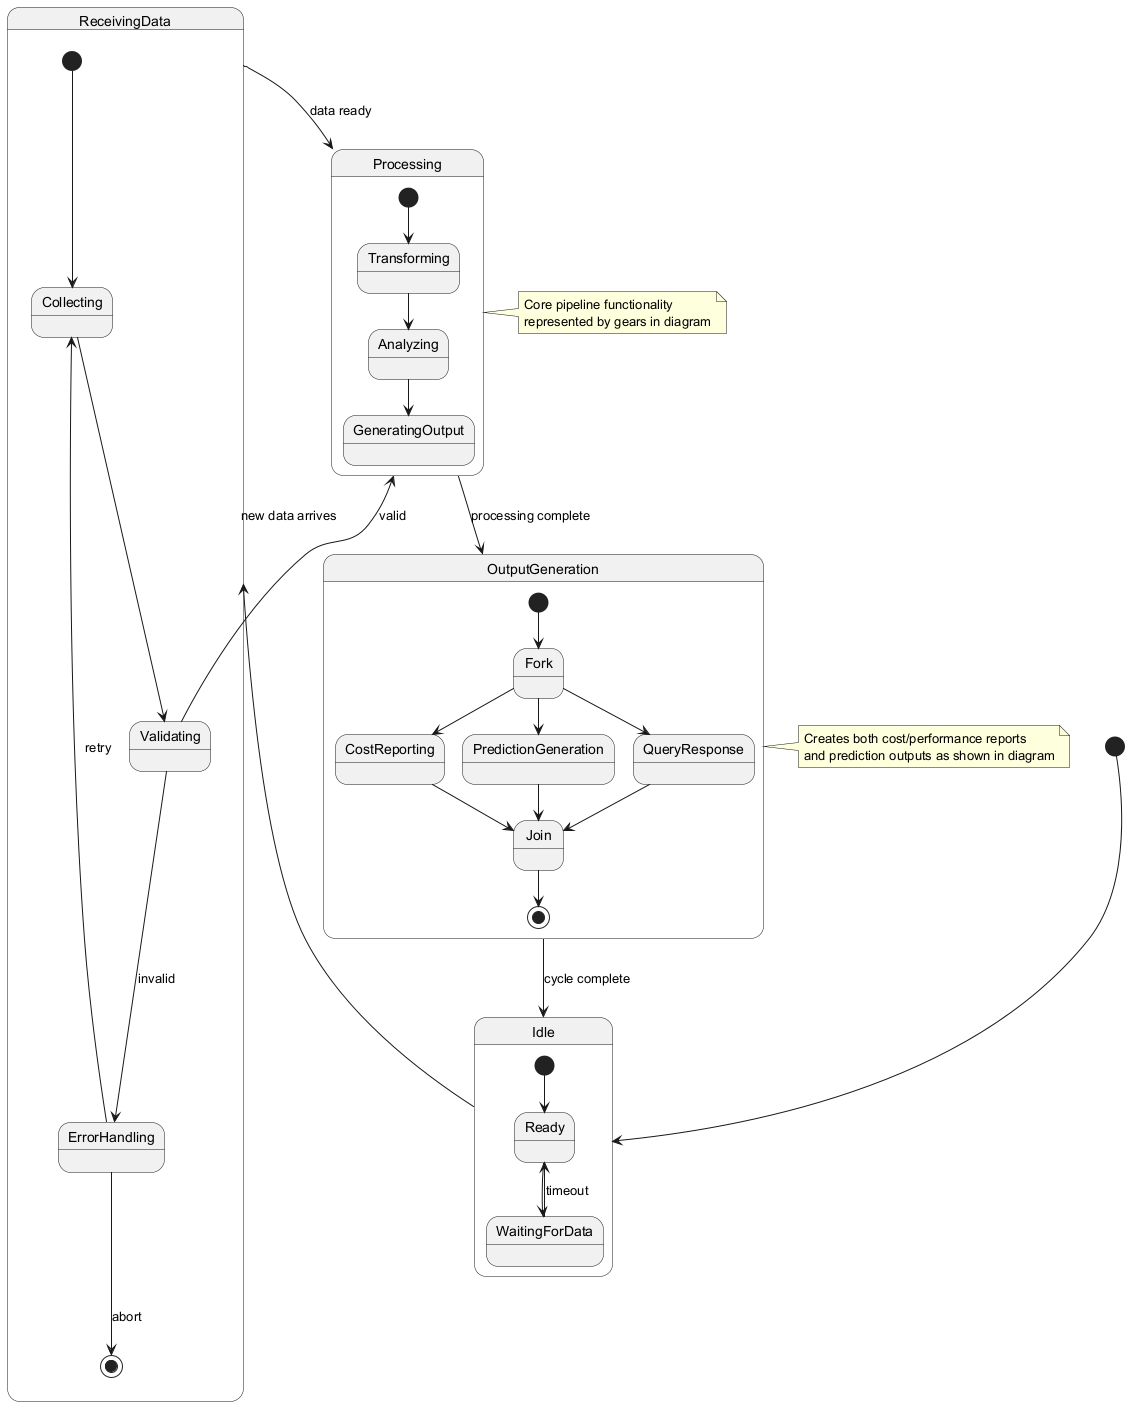 ReceivingData
data ready
Processing
Transforming
Collecting
Core pipeline functionality
represented by gears in diagram
Analyzing
GeneratingOutput
new data arrives
valid
processing complete
OutputGeneration
Fork
Validating
retry
CostReporting
PredictionGeneration
QueryResponse
Creates both cost/performance reports
and prediction outputs as shown in diagram
Join
invalid
cycle complete
Idle
ErrorHandling
Ready
timeout
WaitingForData
abort